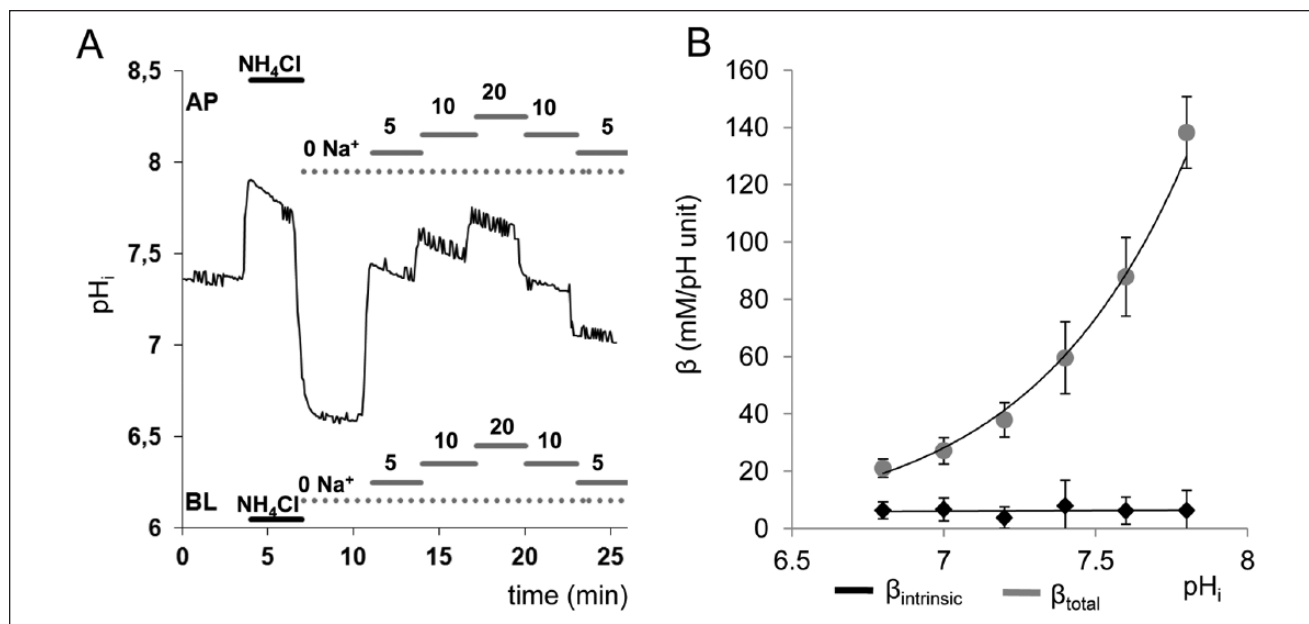 A
NH₄Cl
8,5
AP
20
10
10
5
5
0 Na⁺
8
7,5
pHᵢ
7
6,5
20
10
10
5
5
0 Na⁺
BL
NH₄Cl
6
0
5
10
15
20
25
time (min)
B
160
140
120
100
80
60
40
20
0
β (mM/pH unit)
6.5
7
7.5
8
β intrinsic
β total
pHᵢ